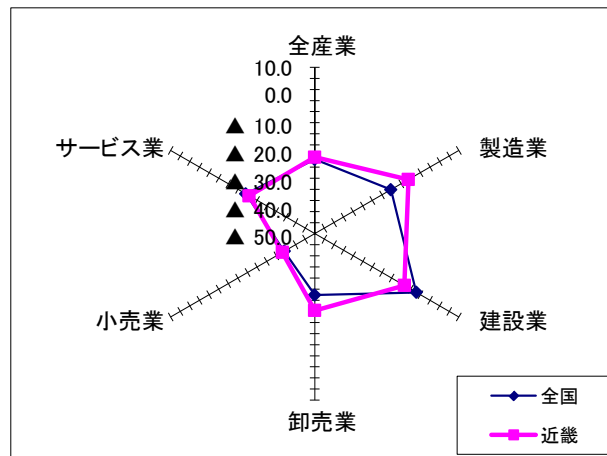 全産業
10.0
0.0
▲ 10.0
▲ 20.0
▲ 30.0
▲ 40.0
▲ 50.0
サービス業
製造業
小売業
建設業
卸売業
全国
近畿